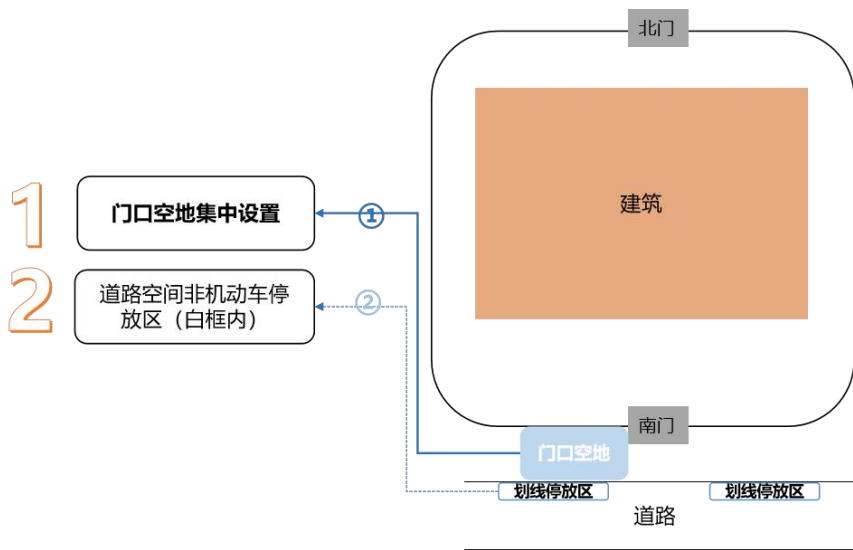 北门
建筑
1
门口空地集中设置
①
2
道路空间非机动车停
放区（白框内）
②
南门
门口空地
划线停放区
划线停放区
道路